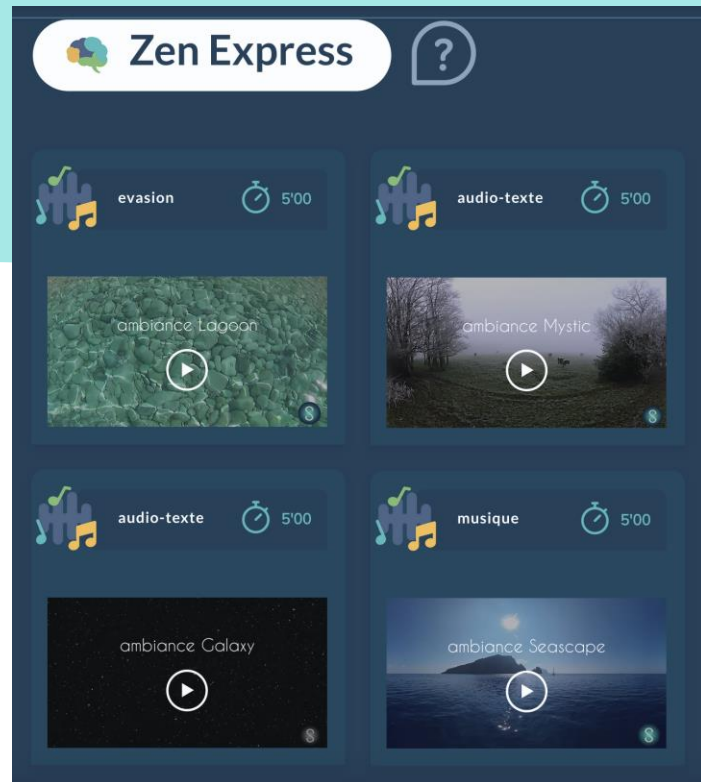 Zen Express ?
evasion 5'00
audio-texte 5'00
ambiance Lagoon
ambiance Mystic
audio-texte 5'00
musique 5'00
ambiance Galaxy
ambiance Seascape